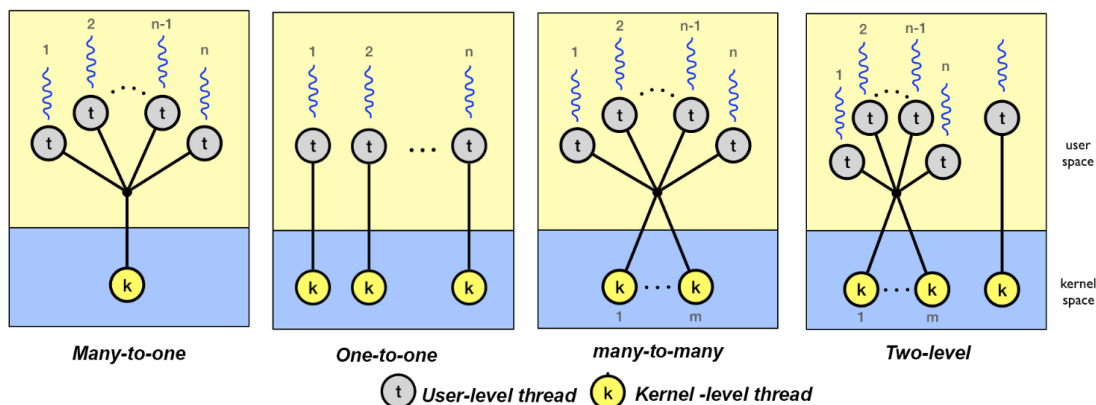 1
2
n-1
n
t
t
t
t
k
Many-to-one
1
2
n
t
t
t
k
k
k
One-to-one
1
2
n-1
n
t
t
t
t
k
k
1
m
many-to-many
1
2
n-1
n
t
t
t
t
t
k
k
k
1
m
Two-level
user
space
kernel
space
t User-level thread
k Kernel -level thread